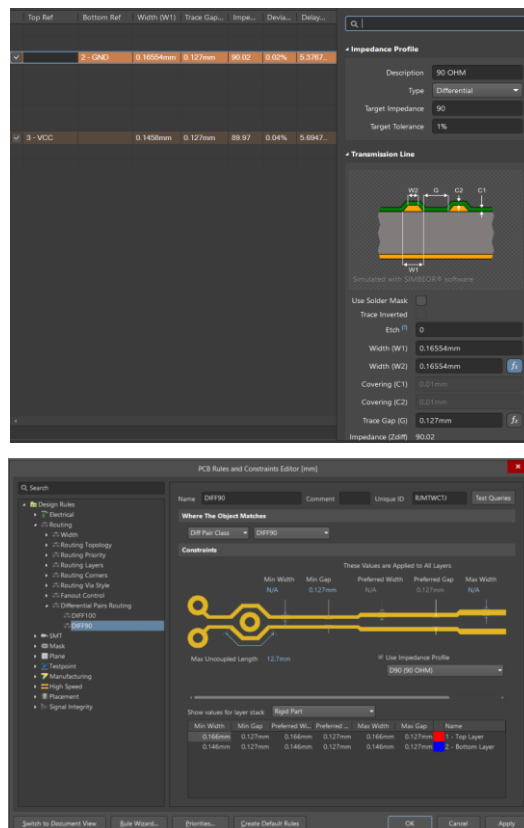 Top Ref Bottom Ref Width (W1) Trace Gap... Impe... Devia... Delay...
2 - GND 0.16554mm 0.127mm 90.02 0.02% 5.3767...
3 - VCC 0.1458mm 0.127mm 89.97 0.04% 5.6947...
Impedance Profile
Description 90 OHM
Type Differential
Target Impedance 90
Target Tolerance 1%
Transmission Line
W2 G C2 C1
W1
Simulated with SIMBEOR® software
Use Solder Mask
Trace Inverted
Etch [?] 0
Width (W1) 0.16554mm
Width (W2) 0.16554mm fx
Covering (C1) 0.01mm
Covering (C2) 0.01mm
Trace Gap (G) 0.127mm fx
Impedance (Zdiff) 90.02
PCB Rules and Constraints Editor [mm]
Search
Design Rules
Electrical
Routing
Width
Routing Topology
Routing Priority
Routing Layers
Routing Corners
Routing Via Style
Fanout Control
Differential Pairs Routing
DIFF100
DIFF90
SMT
Mask
Plane
Testpoint
Manufacturing
High Speed
Placement
Signal Integrity
Name DIFF90 Comment Unique ID Test Queries
Where The Object Matches
Diff Pair Class DIFF90
Constraints
These Values are Applied to All Layers
Min Width Min Gap Preferred Width Preferred Gap Max Width
N/A 0.127mm N/A 0.127mm N/A
Max Uncoupled Length 12.7mm
Use Impedance Profile
D90 (90 OHM)
Show values for layer stack Rigid Part
Min Width Min Gap Preferred Wi... Preferred ... Max Width Max Gap Name
0.166mm 0.127mm 0.166mm 0.127mm 0.166mm 0.127mm 1 - Top Layer
0.146mm 0.127mm 0.146mm 0.127mm 0.146mm 0.127mm 2 - Bottom Layer
Switch to Document View Rule Wizard... Priorities... Create Default Rules OK Cancel Apply